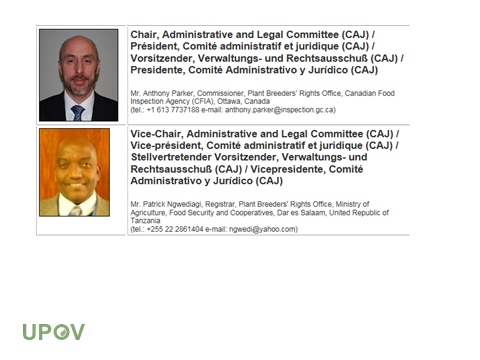 Chair, Administrative and Legal Committee (CAJ) /
Président, Comité administratif et juridique (CAJ) /
Vorsitzender, Verwaltungs- und Rechtsausschuß (CAJ) /
Presidente, Comité Administrativo y Jurídico (CAJ)
Mr. Anthony Parker, Commissioner, Plant Breeders' Rights Office, Canadian Food
Inspection Agency (CFIA), Ottawa, Canada
(tel.: +1 613 7737188 e-mail: anthony.parker@inspection.gc.ca)
Vice-Chair, Administrative and Legal Committee (CAJ) /
Vice-président, Comité administratif et juridique (CAJ) /
Stellvertretender Vorsitzender, Verwaltungs- und
Rechtsausschuß (CAJ) / Vicepresidente, Comité
Administrativo y Jurídico (CAJ)
Mr. Patrick Ngwediagi, Registrar, Plant Breeders' Rights Office, Ministry of
Agriculture, Food Security and Cooperatives, Dar es Salaam, United Republic of
Tanzania
(tel.: +255 22 2861404 e-mail: ngwedi@yahoo.com)
UPOV